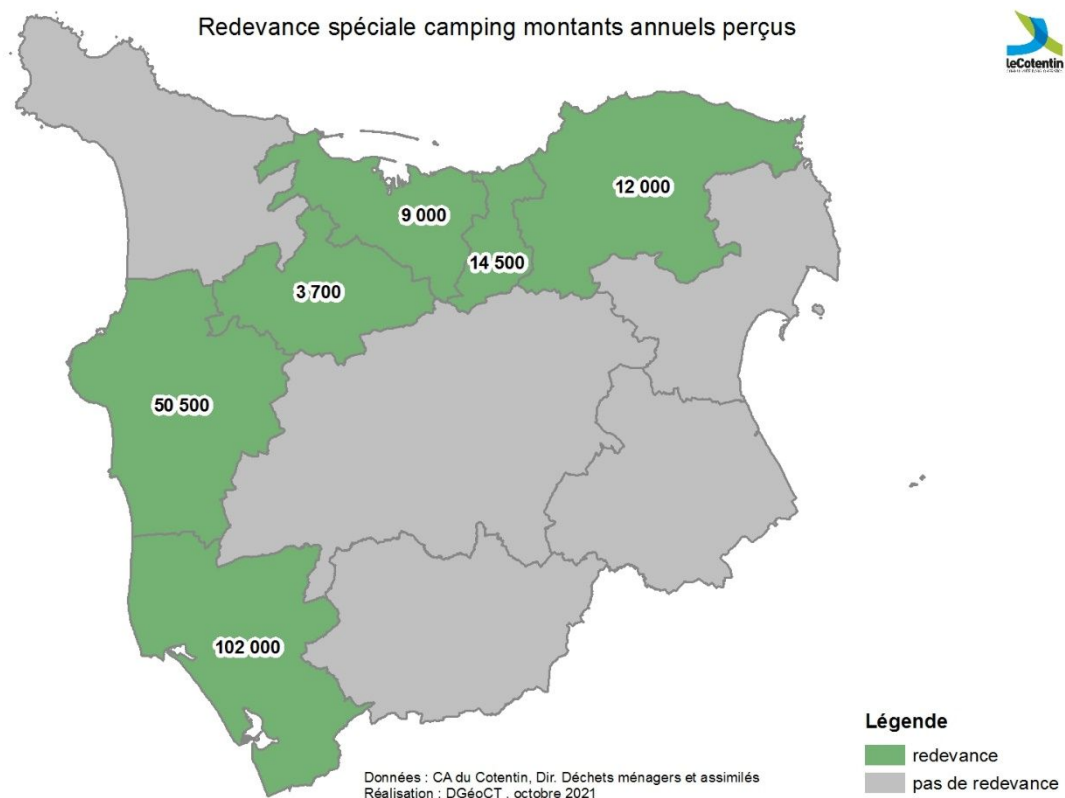 Redevance spéciale camping montants annuels perçus
leCotentin
12 000
9 000
14 500
3 700
50 500
102 000
Légende
redevance
pas de redevance
Données : CA du Cotentin, Dir. Déchets ménagers et assimilés
Réalisation : DGéoCT , octobre 2021